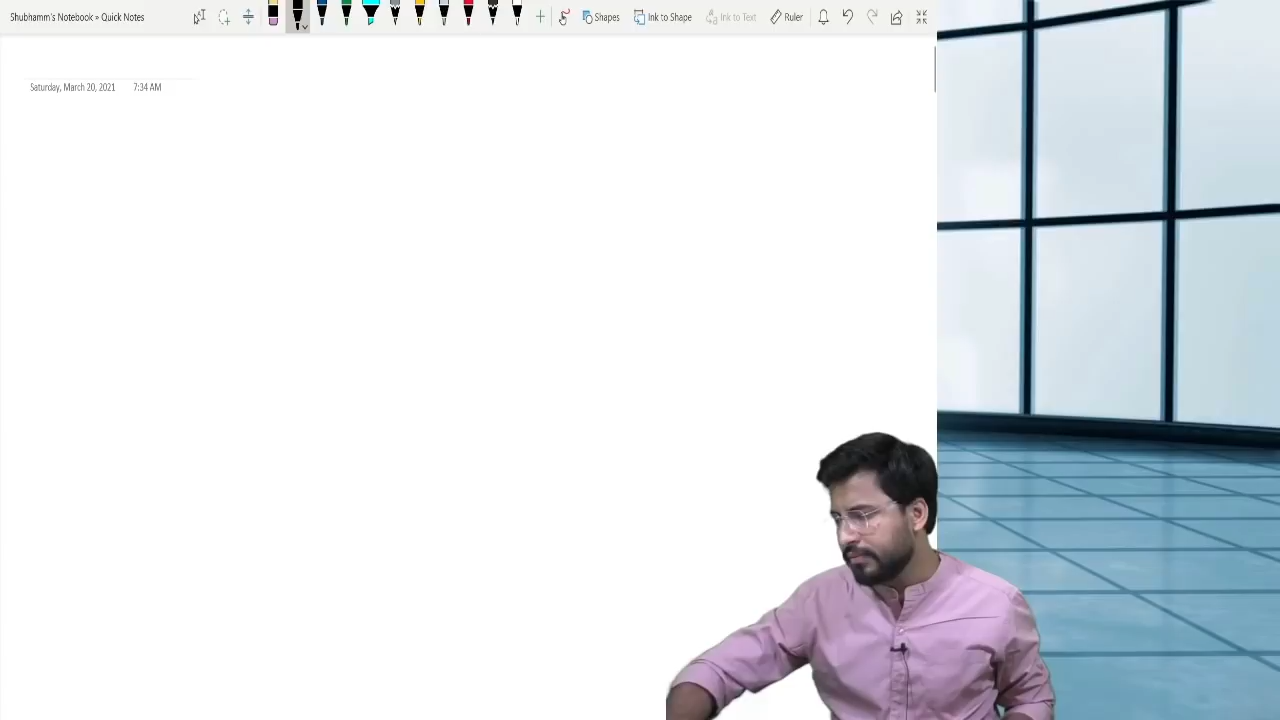 Shubhamm's Notebook » Quick Notes
Shapes
Ink to Shape
Ink to Text
Ruler
Saturday, March 20, 2021 7:34 AM